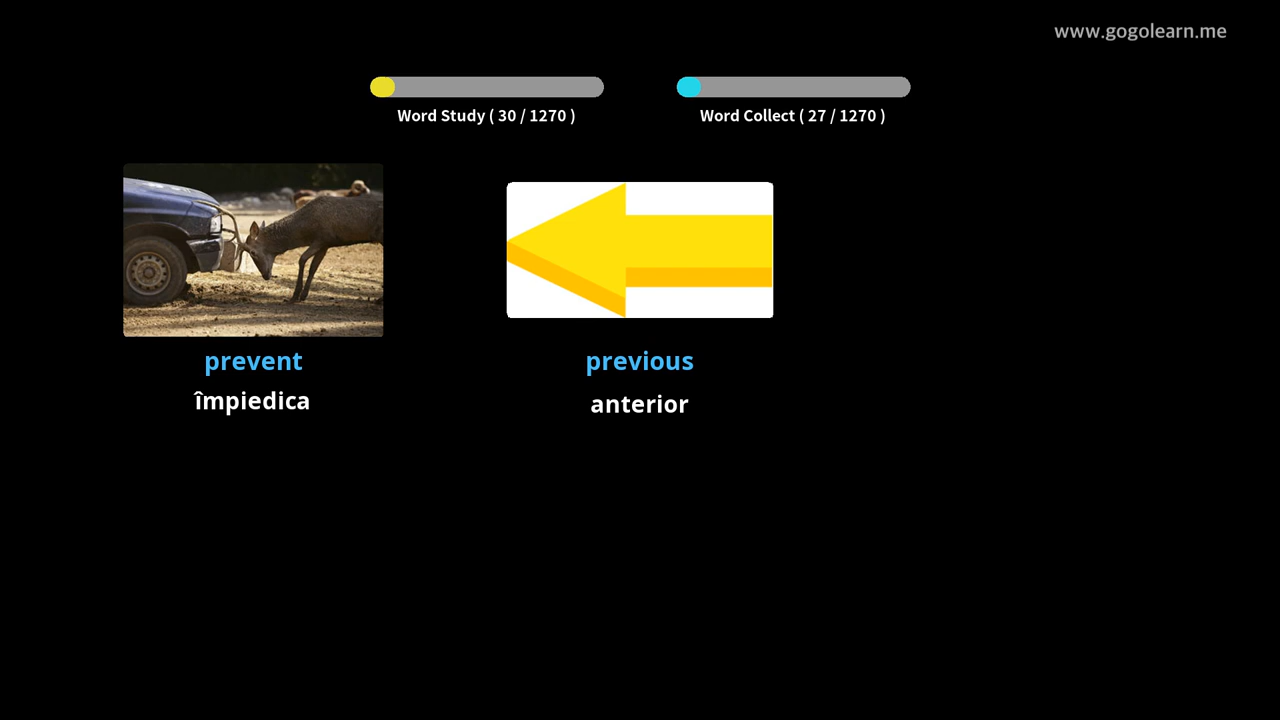 www.gogolearn.me
Word Study ( 30 / 1270 )
Word Collect ( 27 / 1270 )
prevent
împiedica
previous
anterior